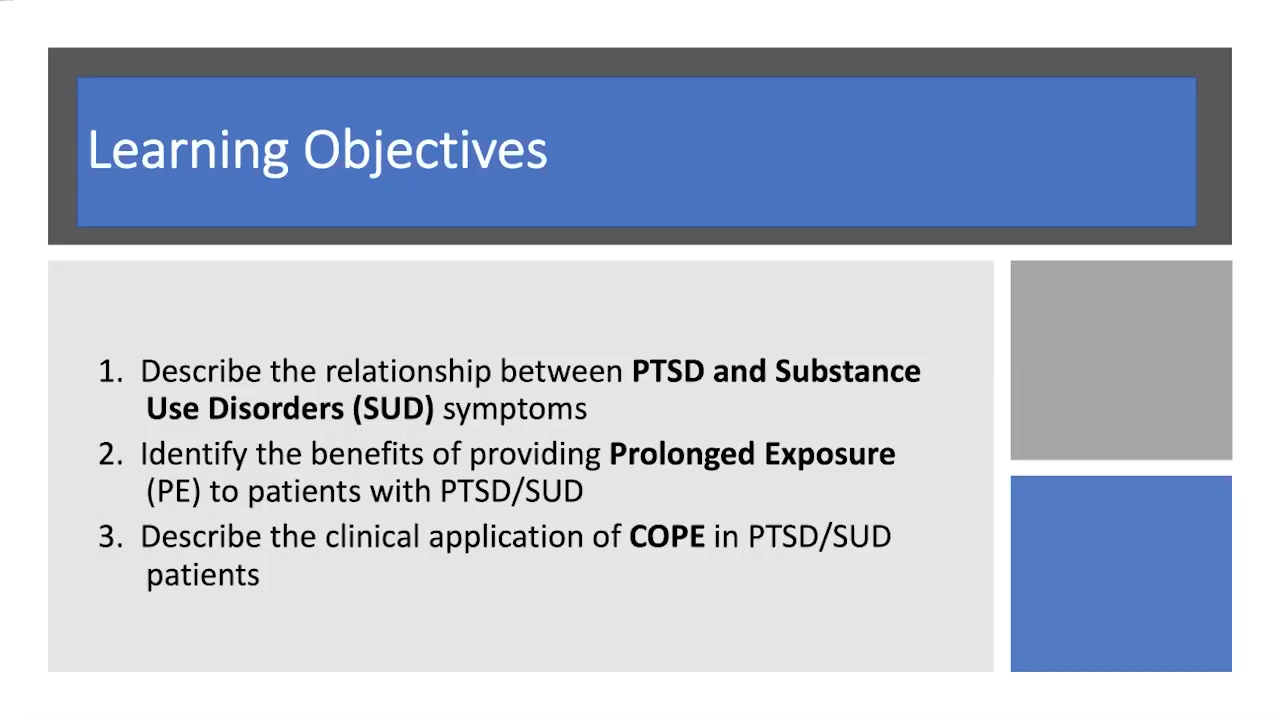 Learning Objectives
1. Describe the relationship between PTSD and Substance
Use Disorders (SUD) symptoms
2. Identify the benefits of providing Prolonged Exposure
(PE) to patients with PTSD/SUD
3. Describe the clinical application of COPE in PTSD/SUD
patients